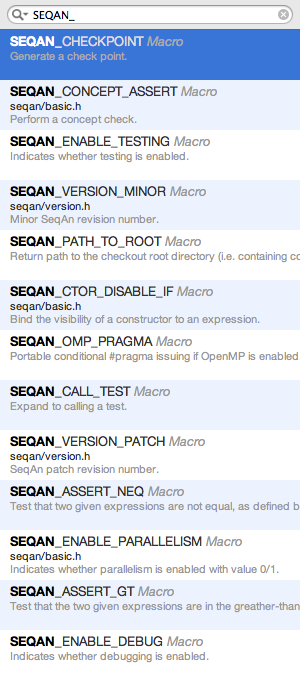 SEQAN_
SEQAN_CHECKPOINT Macro
Generate a check point.
SEQAN_CONCEPT_ASSERT Macro
seqan/basic.h
Perform a concept check.
SEQAN_ENABLE_TESTING Macro
Indicates whether testing is enabled.
SEQAN_VERSION_MINOR Macro
seqan/version.h
Minor SeqAn revision number.
SEQAN_PATH_TO_ROOT Macro
Return path to the checkout root directory (i.e. containing co
SEQAN_CTOR_DISABLE_IF Macro
seqan/basic.h
Bind the visibility of a constructor to an expression.
SEQAN_OMP_PRAGMA Macro
Portable conditional #pragma issuing if OpenMP is enabled
SEQAN_CALL_TEST Macro
Expand to calling a test.
SEQAN_VERSION_PATCH Macro
seqan/version.h
SeqAn patch revision number.
SEQAN_ASSERT_NEQ Macro
Test that two given expressions are not equal, as defined b
SEQAN_ENABLE_PARALLELISM Macro
seqan/basic.h
Indicates whether parallelism is enabled with value 0/1.
SEQAN_ASSERT_GT Macro
Test that the two given expressions are in the greather-than
SEQAN_ENABLE_DEBUG Macro
Indicates whether debugging is enabled.